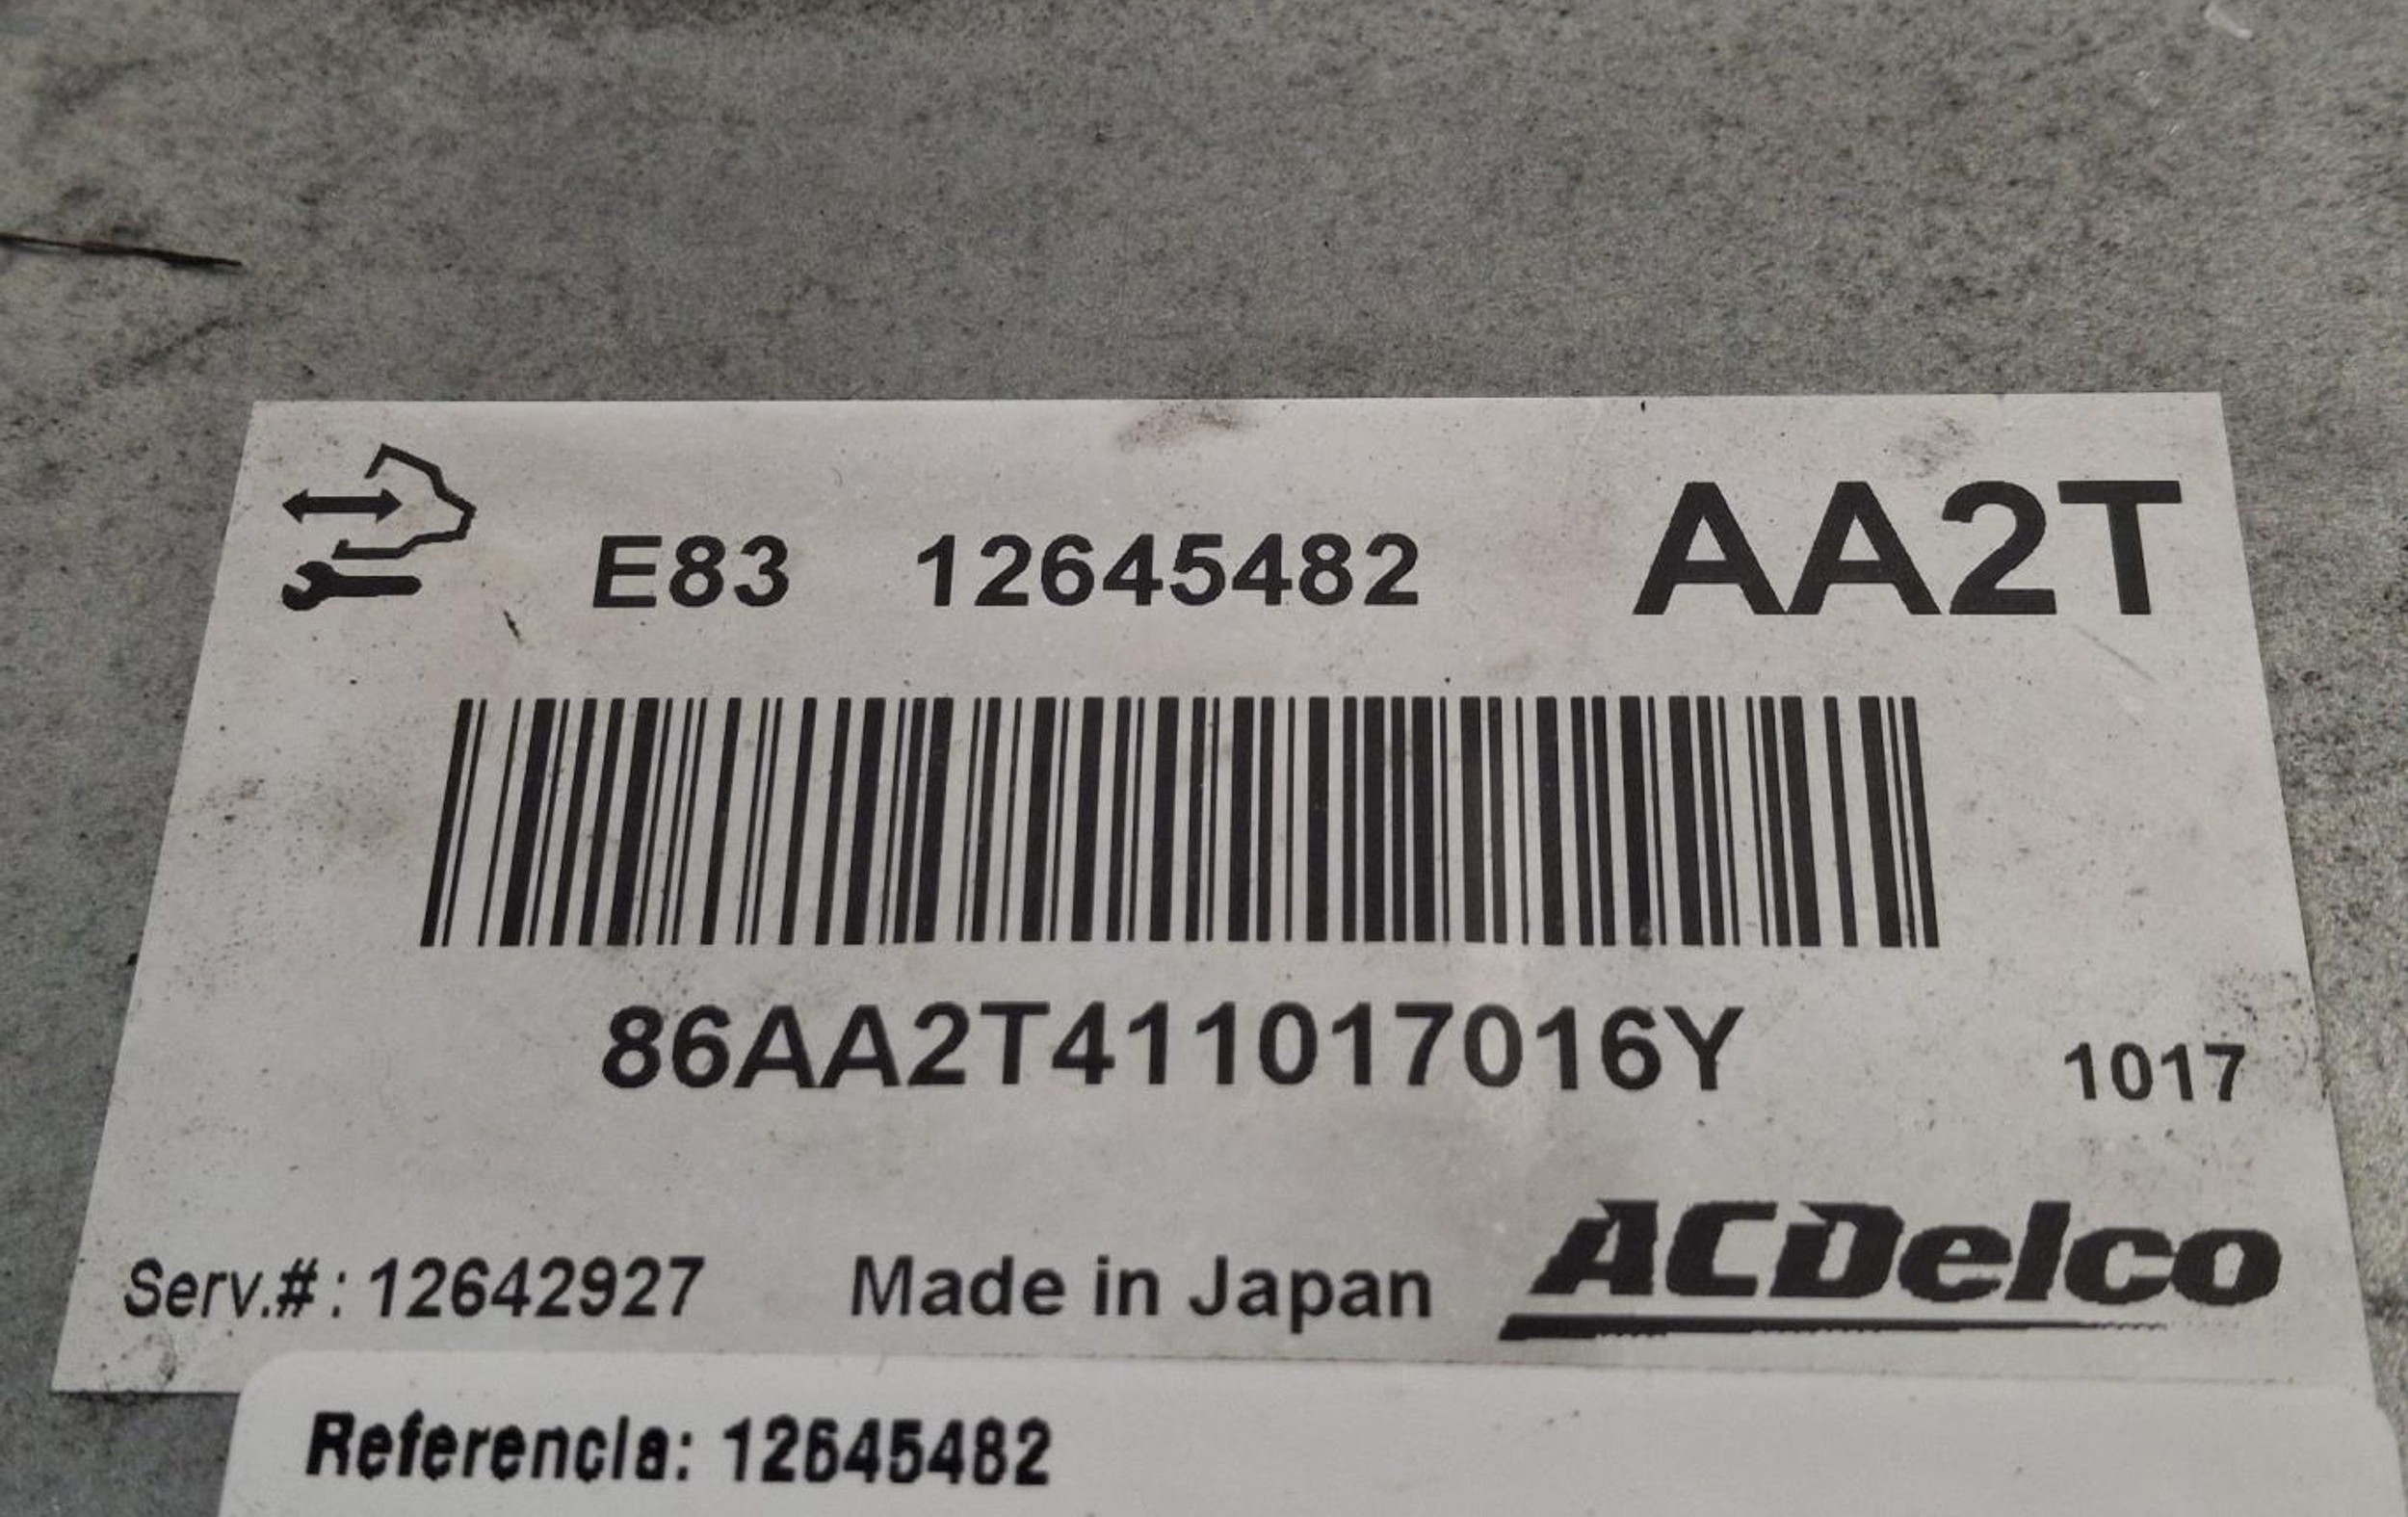 E83 12645482 AA2T
86AA2T411017016Y 1017
Serv.#: 12642927 Made in Japan ACDelco
Referencia: 12645482